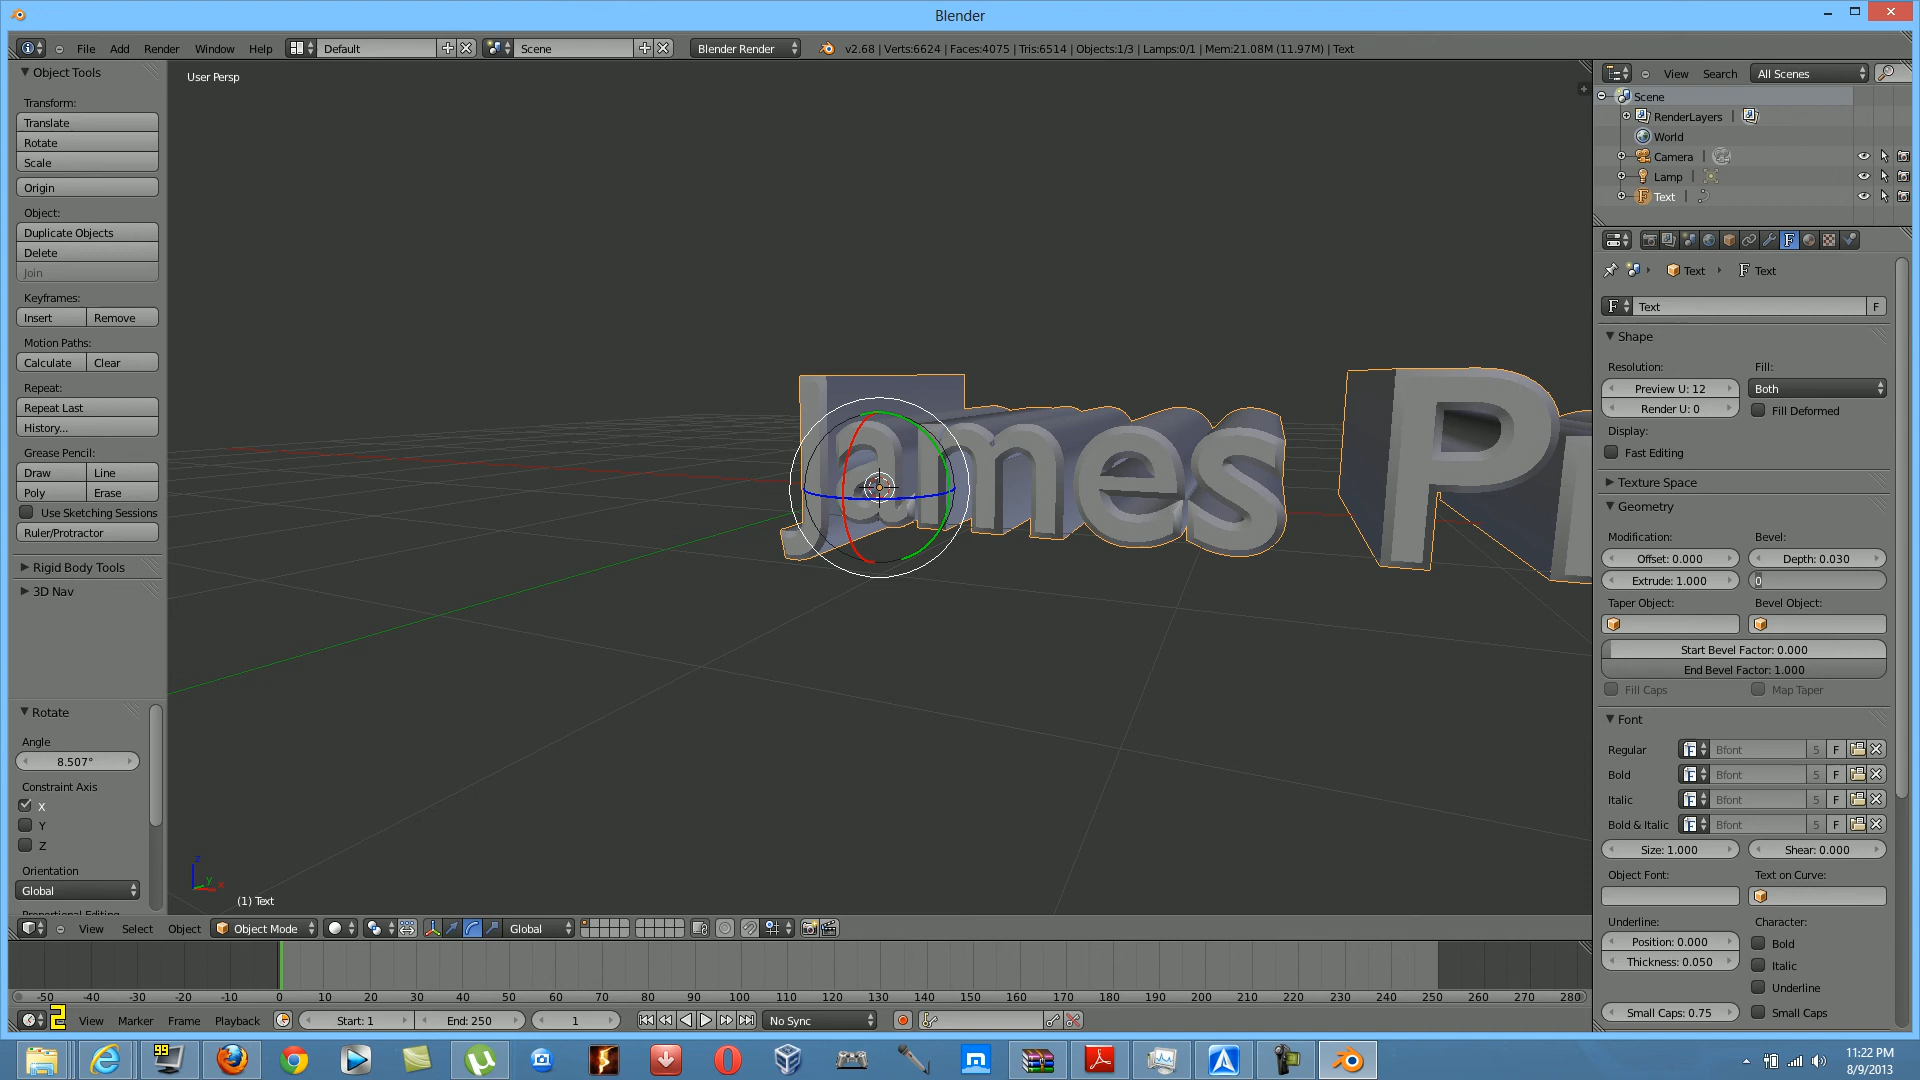 Blender
File Add Render Window Help Default Scene Blender Render v2.68 | Verts:6624 | Faces:4075 | Tris:6514 | Objects:1/3 | Lamps:0/1 | Mem:21.08M (11.97M) | Text
Object Tools
Transform:
Translate
Rotate
Scale
Origin
Object:
Duplicate Objects
Delete
Join
Keyframes:
Insert Remove
Motion Paths:
Calculate Clear
Repeat:
Repeat Last
History...
Grease Pencil:
Draw Line
Poly Erase
Use Sketching Sessions
Ruler/Protractor
Rigid Body Tools
3D Nav
Rotate
Angle
8.507°
Constraint Axis
X
Y
Z
Orientation
Global
User Persp
James P
z
y
x
(1) Text
View Select Object Object Mode Global
-50 -40 -30 -20 -10 0 10 20 30 40 50 60 70 80 90 100 110 120 130 140 150 160 170 180 190 200 210 220 230 240 250 260 270 280
2 View Marker Frame Playback Start: 1 End: 250 1 No Sync
View Search All Scenes
Scene
RenderLayers |
World
Camera |
Lamp |
Text |
F
Text F Text
F Text F
Shape
Resolution: Fill:
Preview U: 12 Both
Render U: 0 Fill Deformed
Display:
Fast Editing
Texture Space
Geometry
Modification: Bevel:
Offset: 0.000 Depth: 0.030
Extrude: 1.000 0
Taper Object: Bevel Object:
Start Bevel Factor: 0.000
End Bevel Factor: 1.000
Fill Caps Map Taper
Font
Regular F Bfont 5 F
Bold F Bfont 5 F
Italic F Bfont 5 F
Bold & Italic F Bfont 5 F
Size: 1.000 Shear: 0.000
Object Font: Text on Curve:
Underline: Character:
Position: 0.000 Bold
Thickness: 0.050 Italic
Underline
Small Caps: 0.75 Small Caps
99
11:22 PM
8/9/2013